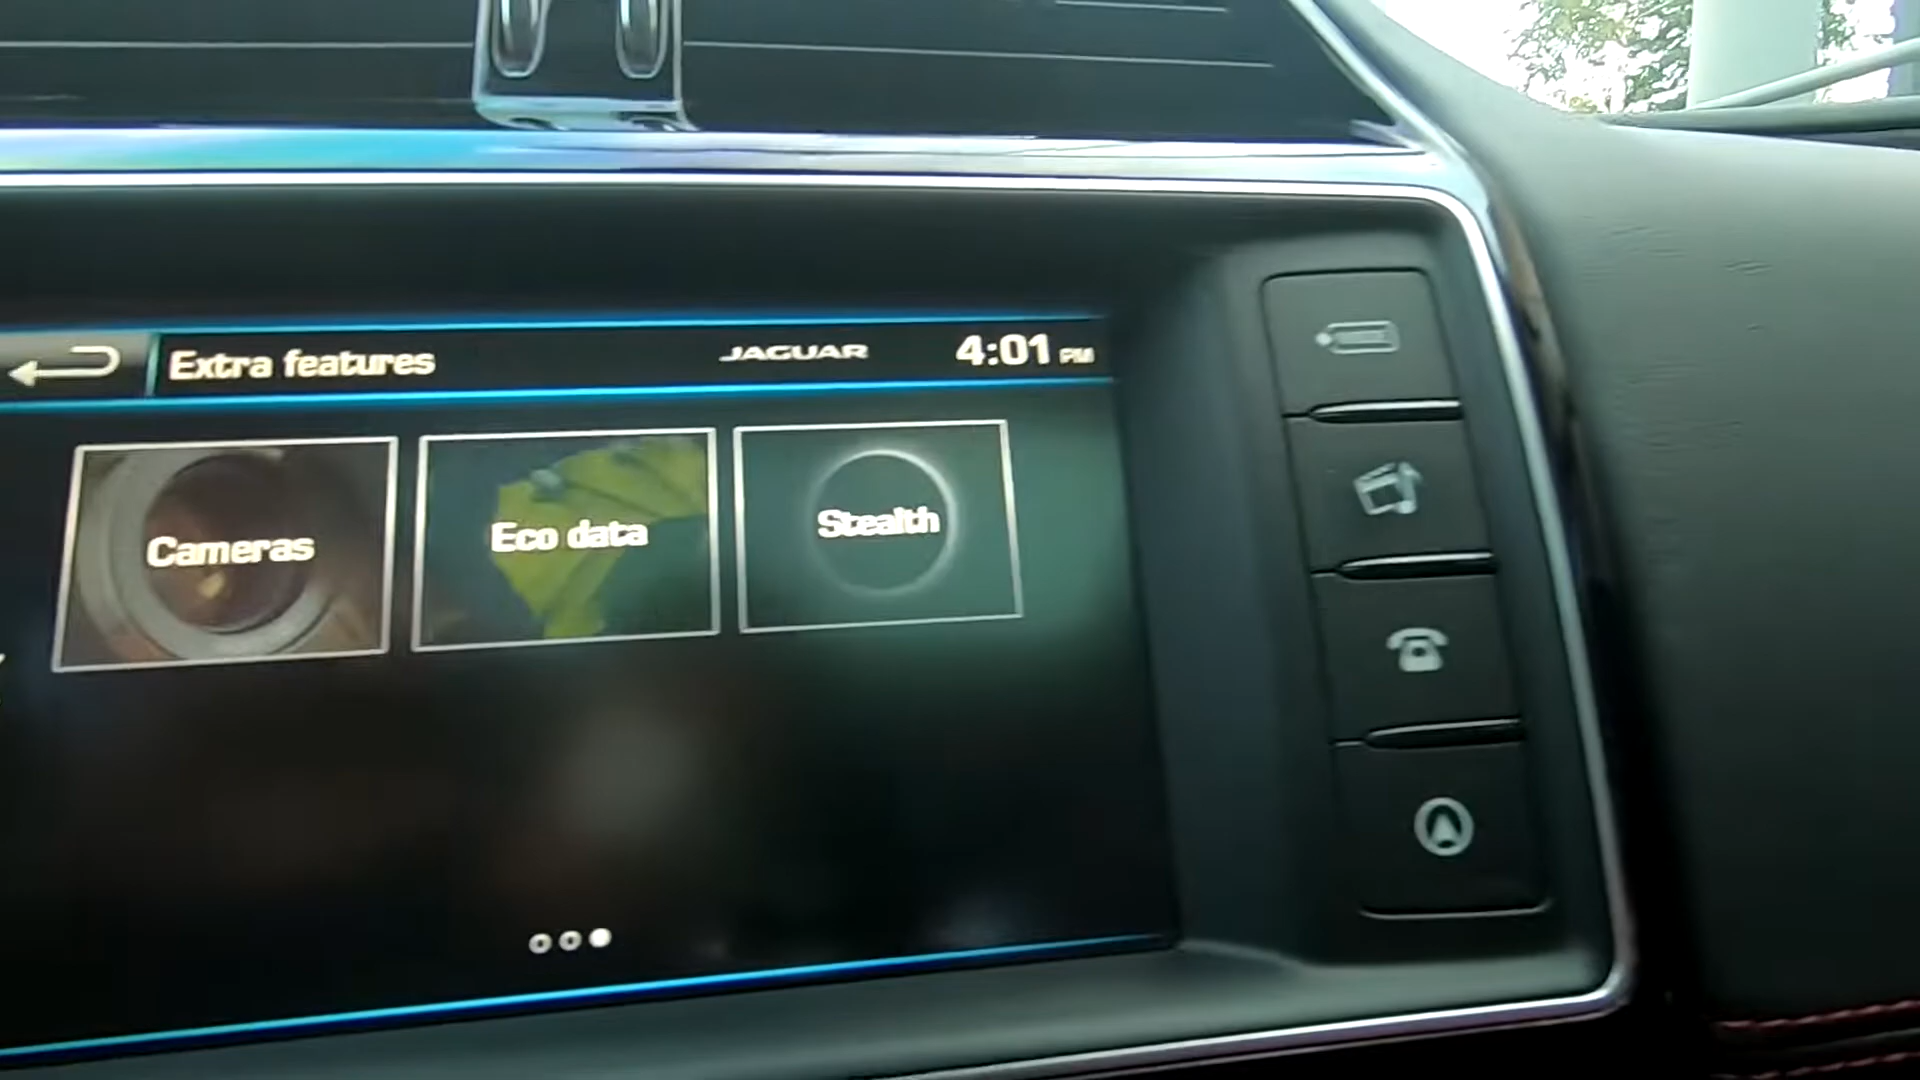 Extra features
JAGUAR
4:01 PM
Cameras
Eco data
Stealth